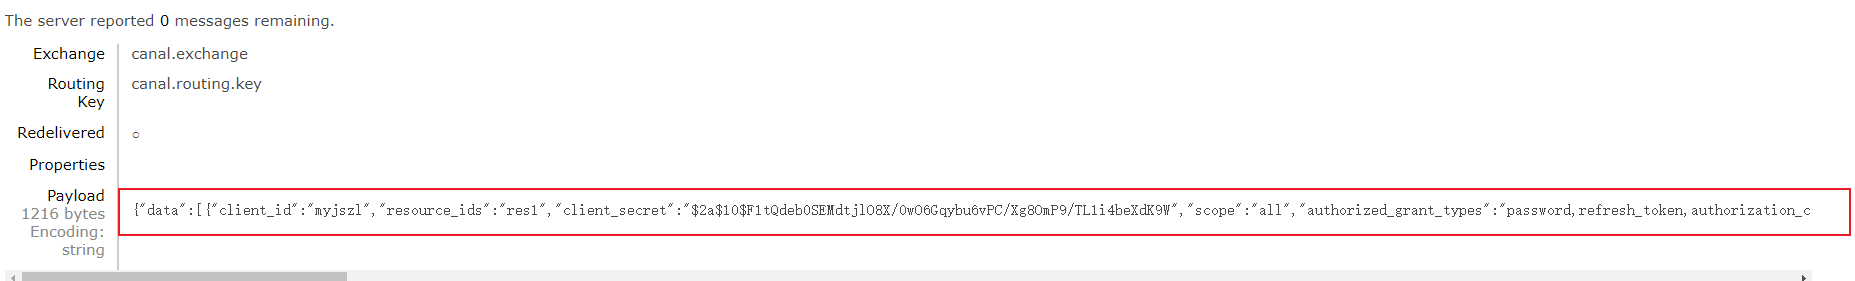 The server reported 0 messages remaining.
Exchange canal.exchange
Routing Key canal.routing.key
Redelivered ○
Properties
Payload
1216 bytes
Encoding: string
{"data":[{"client_id":"myjszl","resource_ids":"res1","client_secret":"$2a$10$F1tQdeb0SEMdtjlO8X/0wO6Gqybu6vPC/Xg8OmP9/TL1i4beXdK9W","scope":"all","authorized_grant_types":"password,refresh_token,authorization_c